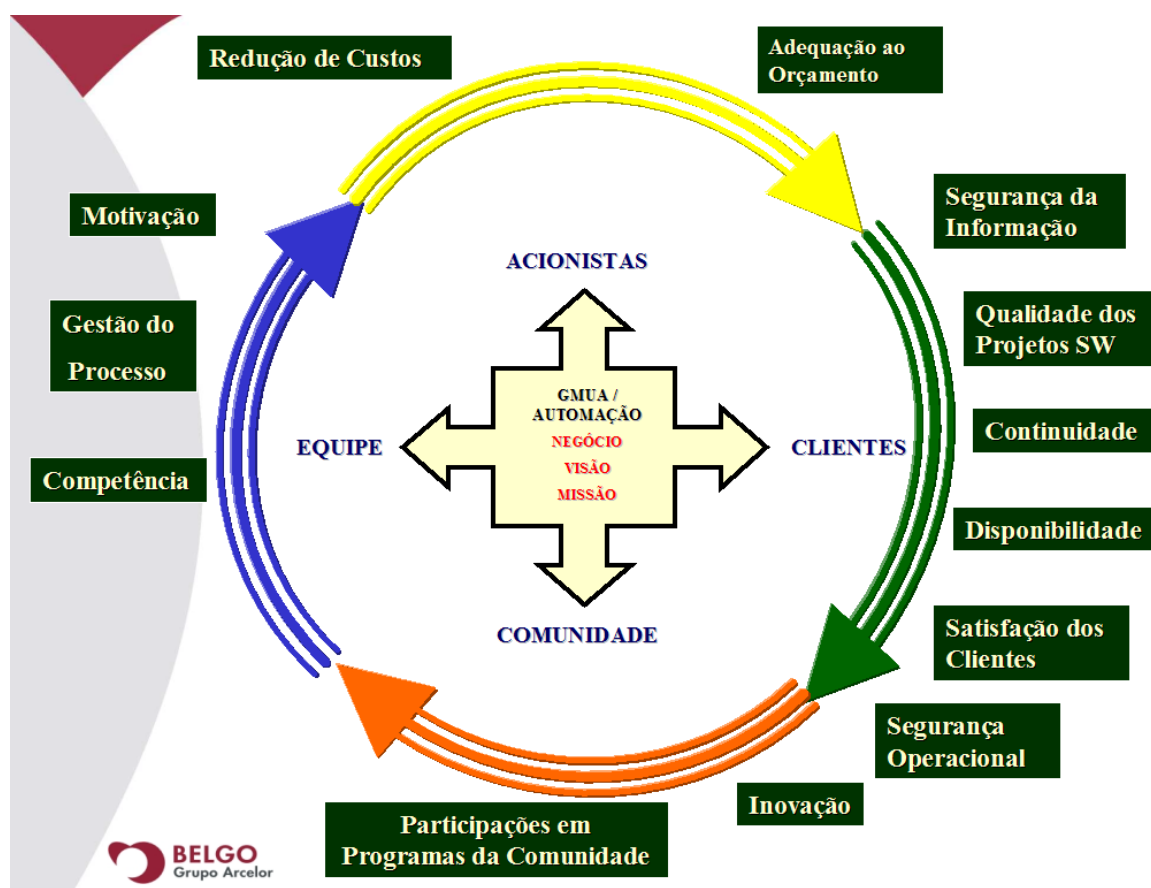 Redução de Custos
Adequação ao
Orçamento
Motivação
Segurança da
Informação
ACIONISTAS
Gestão do
Processo
Qualidade dos
Projetos SW
GMUA /
AUTOMAÇÃO
NEGÓCIO
VISÃO
MISSÃO
EQUIPE
CLIENTES
Continuidade
Competência
Disponibilidade
COMUNIDADE
Satisfação dos
Clientes
Segurança
Operacional
Inovação
Participações em
Programas da Comunidade
BELGO
Grupo Arcelor